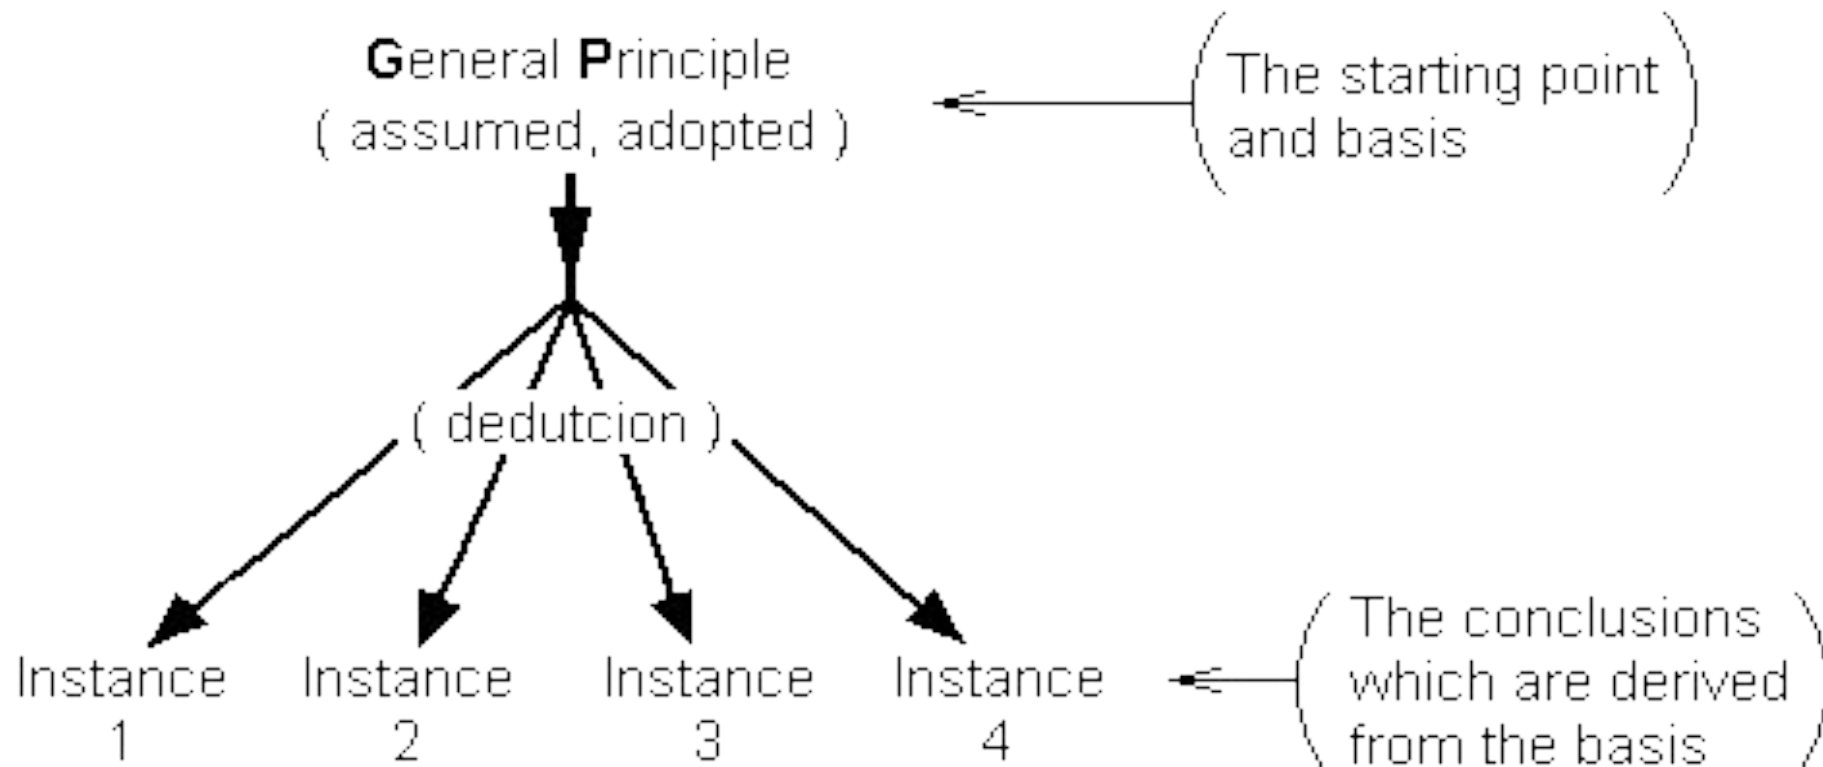 General Principle
( assumed, adopted )
The starting point
and basis
( dedutcion )
Instance
1
Instance
2
Instance
3
Instance
4
The conclusions
which are derived
from the basis